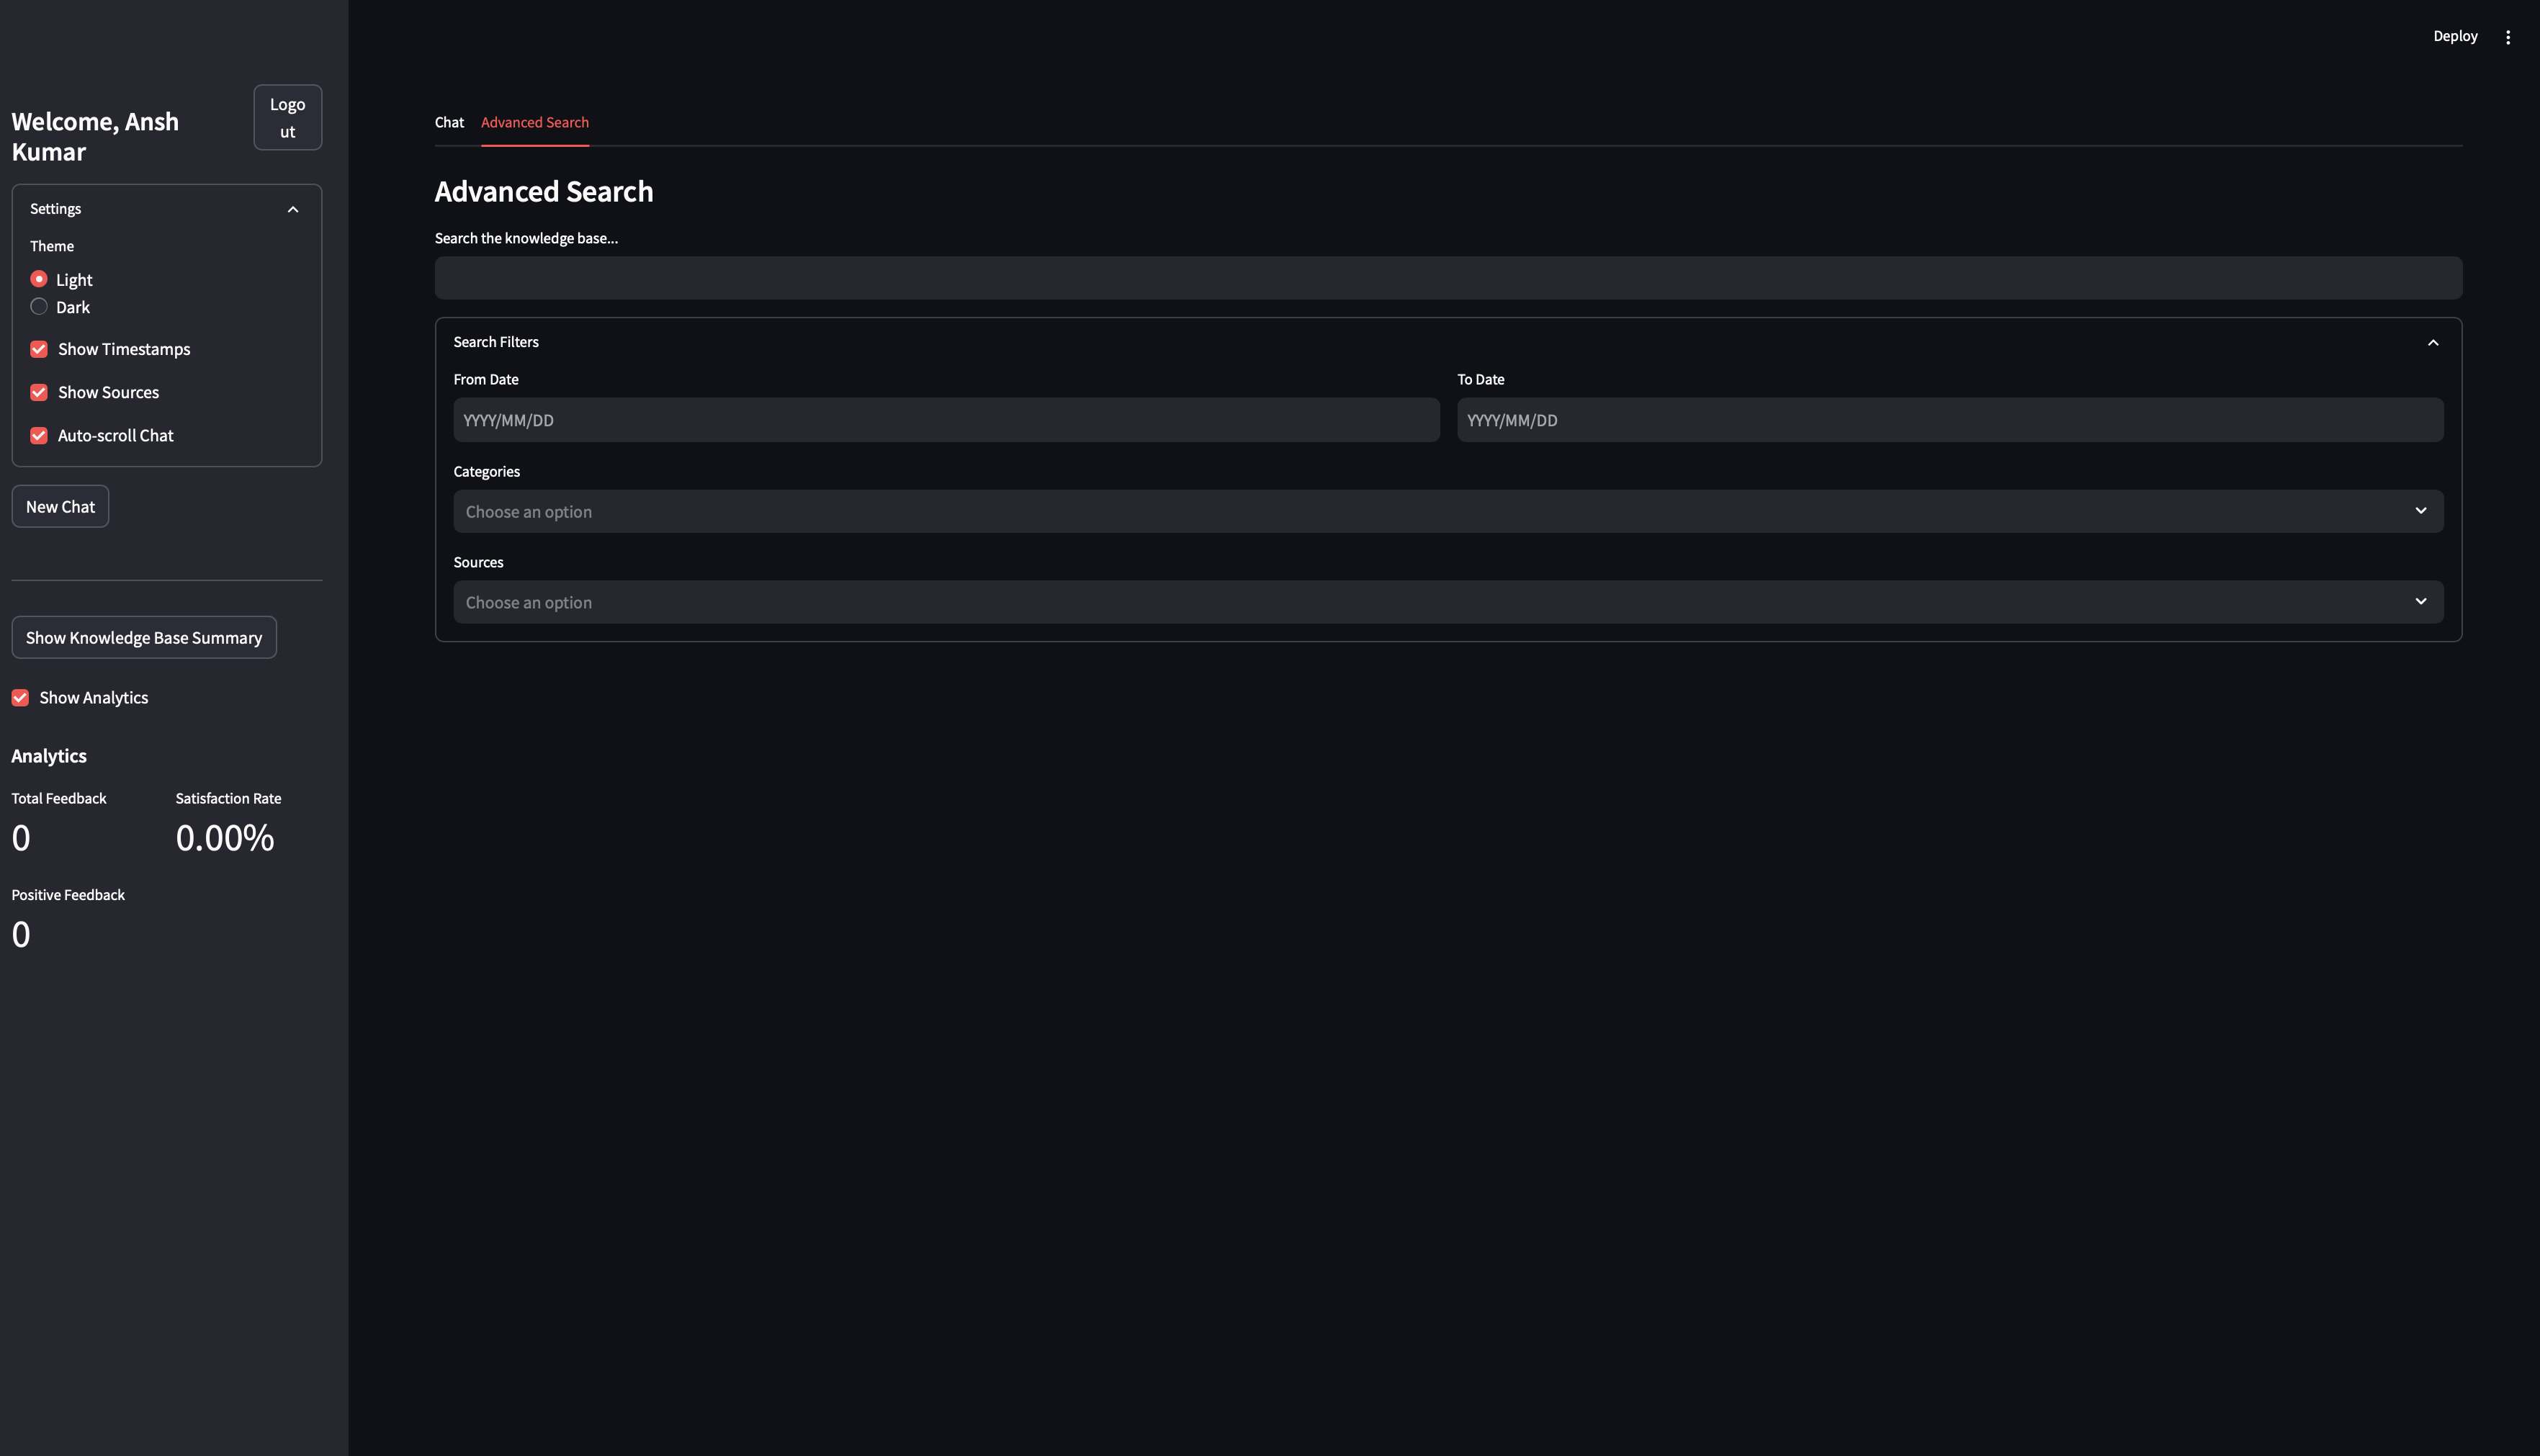 Deploy
Welcome, Ansh
Kumar
Logo
ut
Settings
Theme
Light
Dark
Show Timestamps
Show Sources
Auto-scroll Chat
New Chat
Show Knowledge Base Summary
Show Analytics
Analytics
Total Feedback
0
Satisfaction Rate
0.00%
Positive Feedback
0
Chat
Advanced Search
Advanced Search
Search the knowledge base...
Search Filters
From Date
YYYY/MM/DD
To Date
YYYY/MM/DD
Categories
Choose an option
Sources
Choose an option